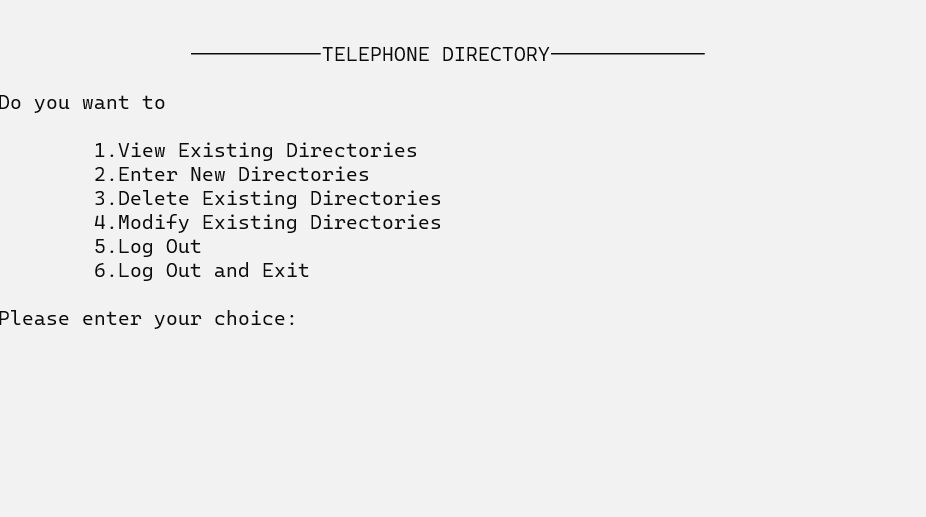 ———————————TELEPHONE DIRECTORY—————————————
Do you want to
1.View Existing Directories
2.Enter New Directories
3.Delete Existing Directories
4.Modify Existing Directories
5.Log Out
6.Log Out and Exit
Please enter your choice: